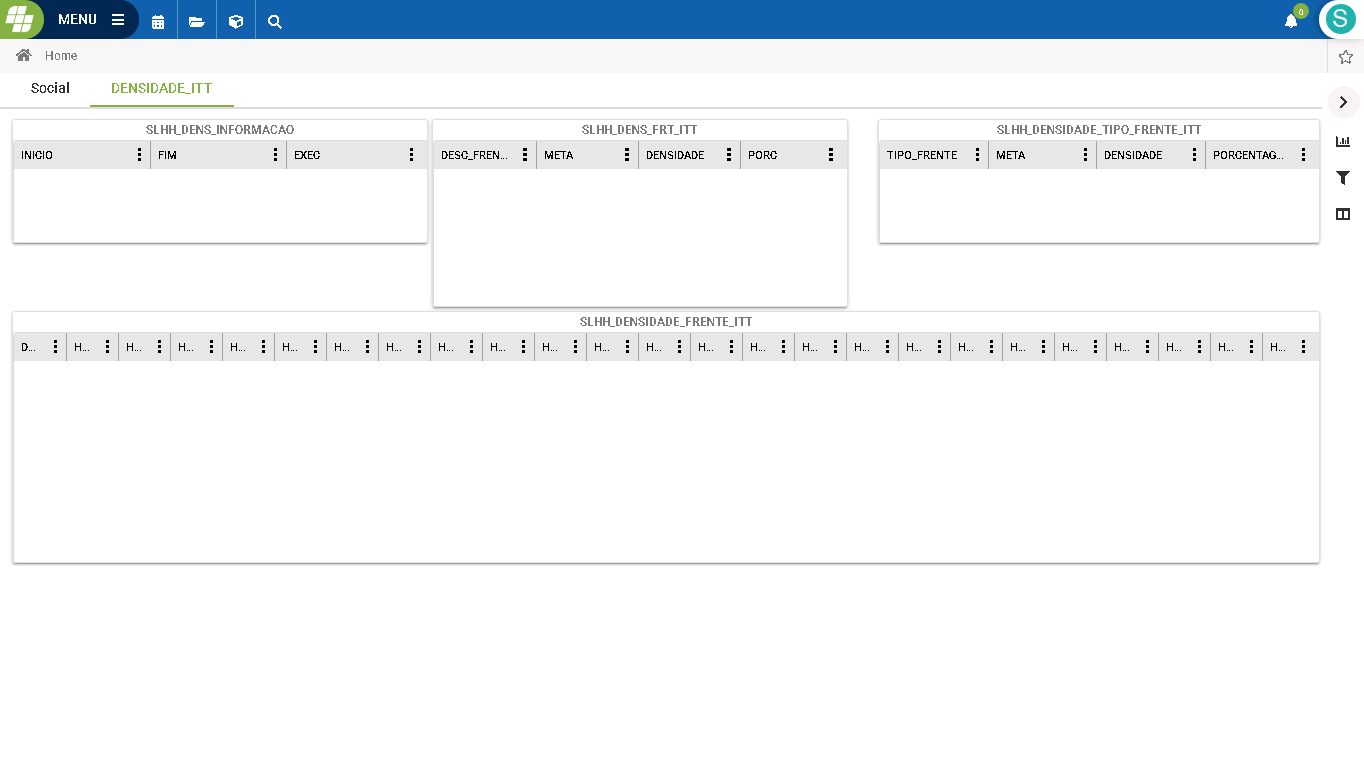 MENU
0
S
Home
Social DENSIDADE_ITT
SLHH_DENS_INFORMACAO
INICIO FIM EXEC
SLHH_DENS_FRT_ITT
DESC_FREN... META DENSIDADE PORC
SLHH_DENSIDADE_TIPO_FRENTE_ITT
TIPO_FRENTE META DENSIDADE PORCENTAG...
SLHH_DENSIDADE_FRENTE_ITT
D... H... H... H... H... H... H... H... H... H... H... H... H... H... H... H... H... H... H... H... H... H... H... H... H...